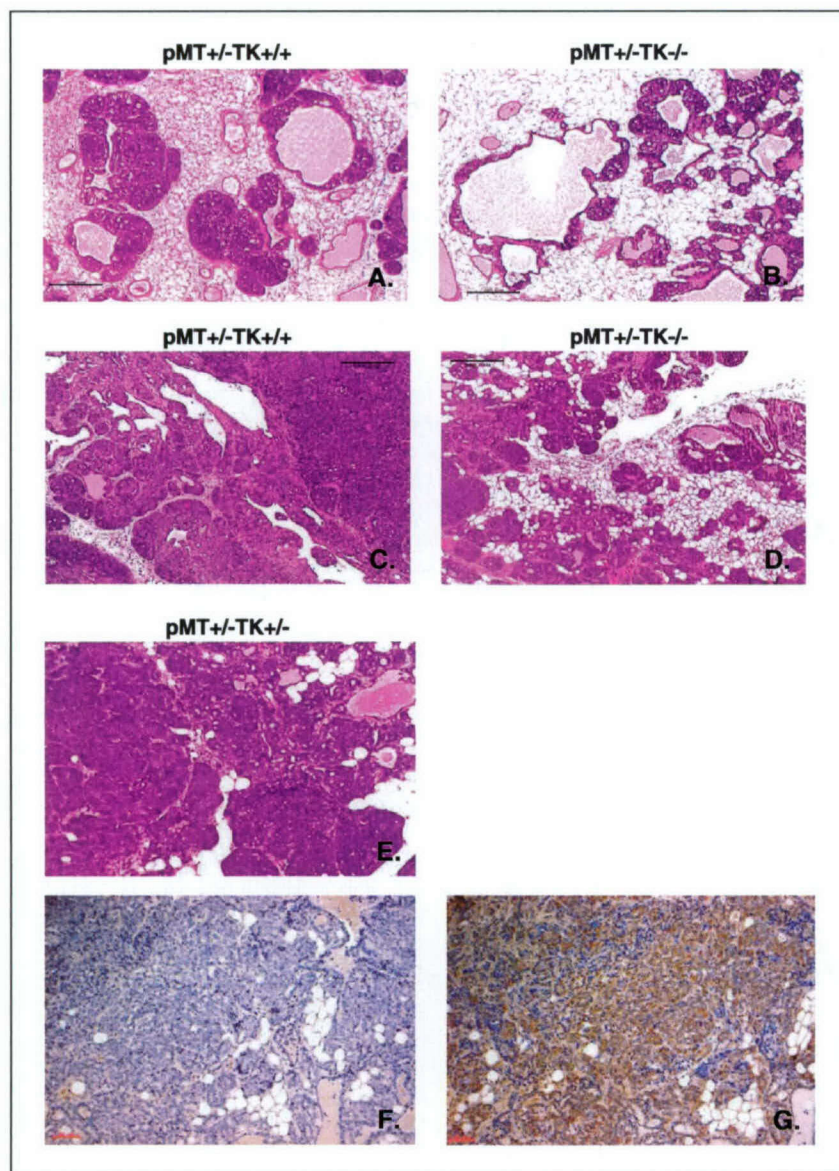 pMT+/-TK+/+
pMT+/-TK-/-
A.
B.
pMT+/-TK+/+
pMT+/-TK-/-
C.
D.
pMT+/-TK+/-
E.
F.
G.